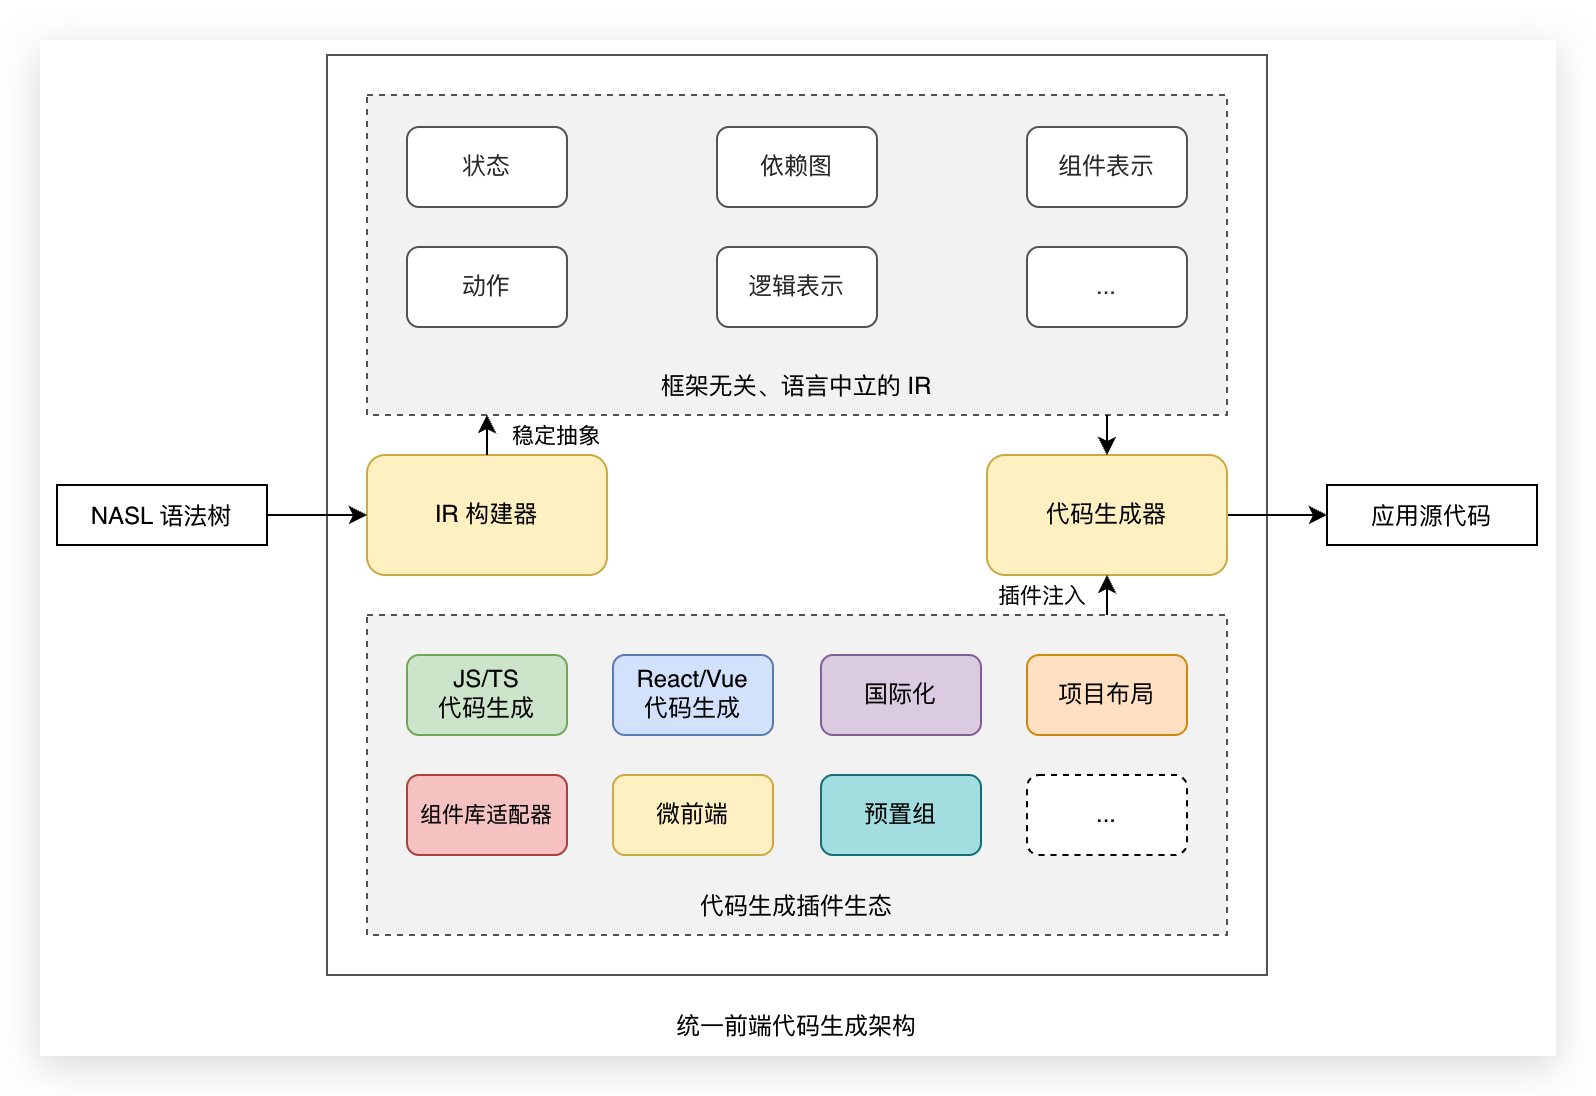 状态
依赖图
组件表示
动作
逻辑表示
...
框架无关、语言中立的 IR
稳定抽象
NASL 语法树
IR 构建器
代码生成器
应用源代码
插件注入
JS/TS
代码生成
React/Vue
代码生成
国际化
项目布局
组件库适配器
微前端
预置组
...
代码生成插件生态
统一前端代码生成架构